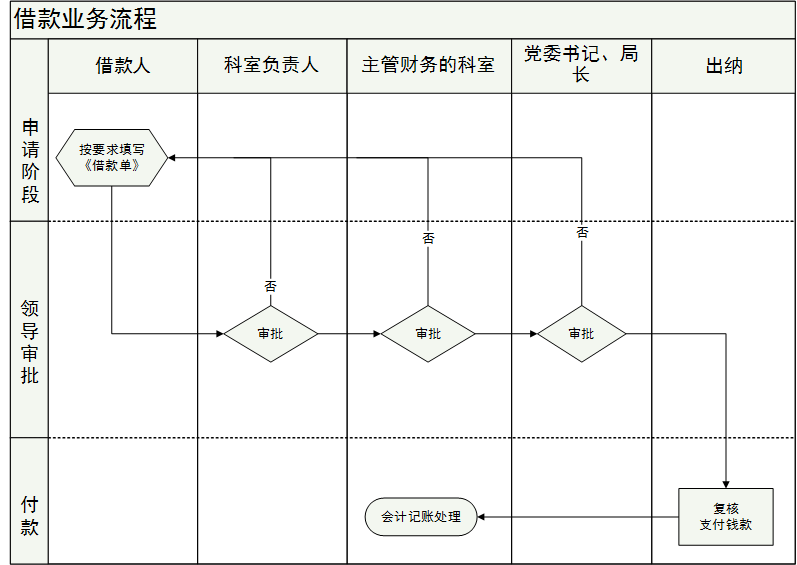 借款业务流程
借款人
科室负责人
主管财务的科室
党委书记、局
长
出纳
申
请
阶
段
按要求填写
《借款单》
否
否
否
领
导
审
批
审批
审批
审批
付
款
会计记账处理
复核
支付钱款